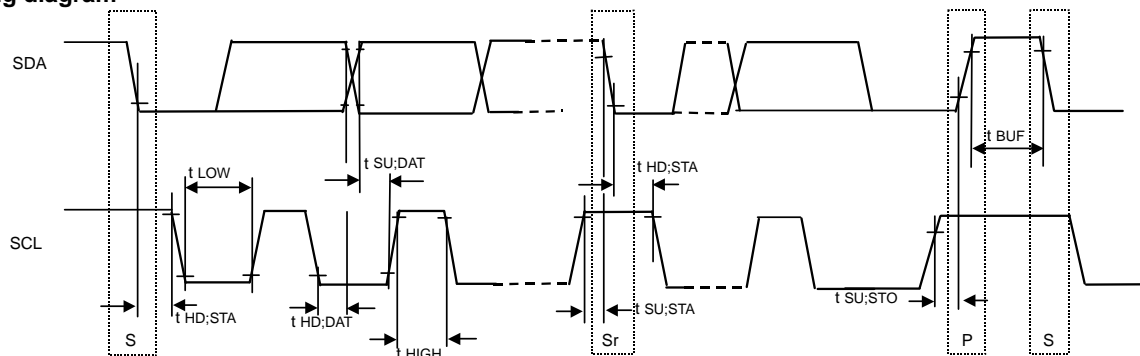 SDA
t BUF
t SU;DAT
t LOW
t HD;STA
SCL
t HD;STA
t HD;DAT
t SU;STA
t SU;STO
S
t HIGH
Sr
P
S